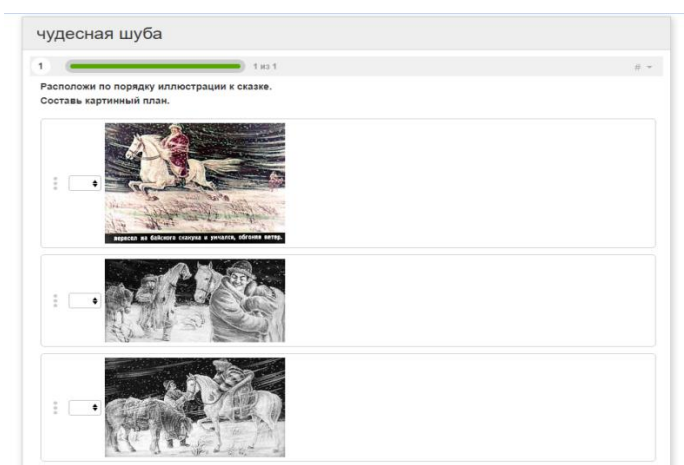 чудесная шуба
1
1 из 1
#
Расположи по порядку иллюстрации к сказке.
Составь картинный план.
пересел на байского скакуна и умчался, обгоняя ветер.